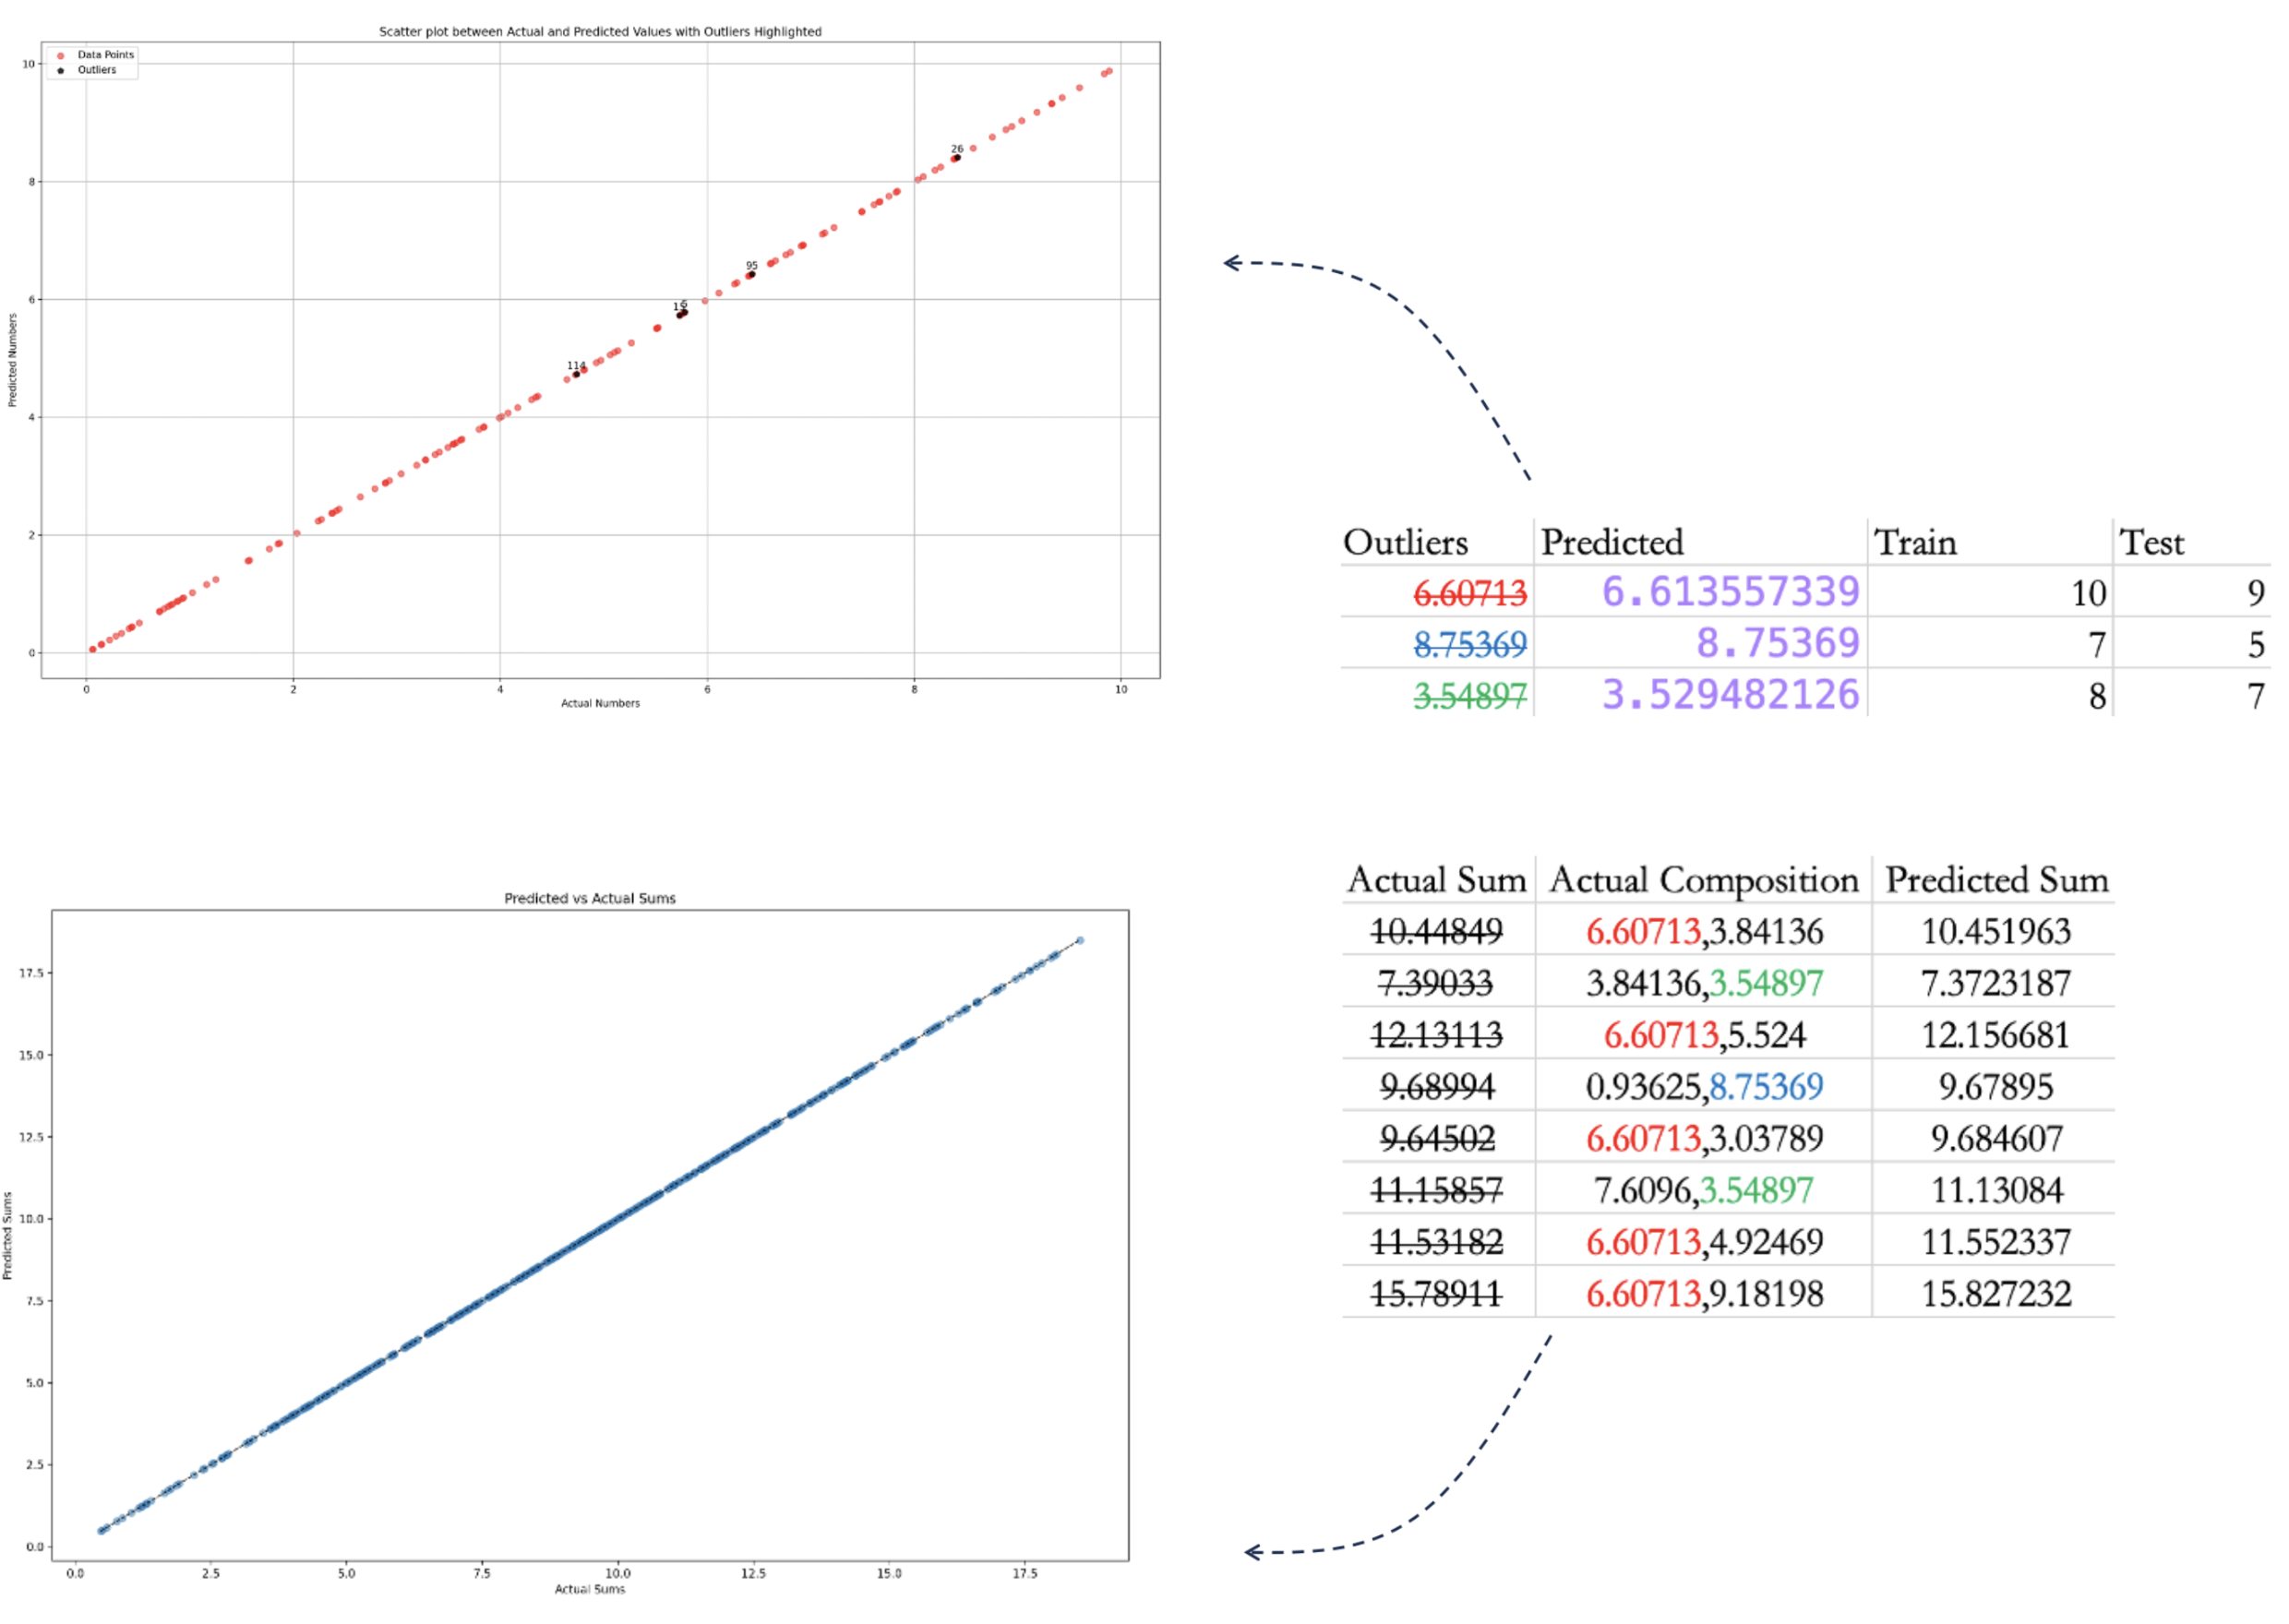 Scatter plot between Actual and Predicted Values with Outliers Highlighted
Data Points
Outliers
10
8
6
4
2
0
Predicted Numbers
26
95
6
114
0 2 4 6 8 10
Actual Numbers
Outliers Predicted Train Test
6.60713 6.613557339 10 9
8.75369 8.75369 7 5
3.54897 3.529482126 8 7
Predicted vs Actual Sums
17.5
15.0
12.5
10.0
7.5
5.0
2.5
0.0
Predicted Sums
0.0 2.5 5.0 7.5 10.0 12.5 15.0 17.5
Actual Sums
Actual Sum Actual Composition Predicted Sum
10.44849 6.60713,3.84136 10.451963
7.39033 3.84136,3.54897 7.3723187
12.13113 6.60713,5.524 12.156681
9.68994 0.93625,8.75369 9.67895
9.64502 6.60713,3.03789 9.684607
11.15857 7.6096,3.54897 11.13084
11.53182 6.60713,4.92469 11.552337
15.78911 6.60713,9.18198 15.827232